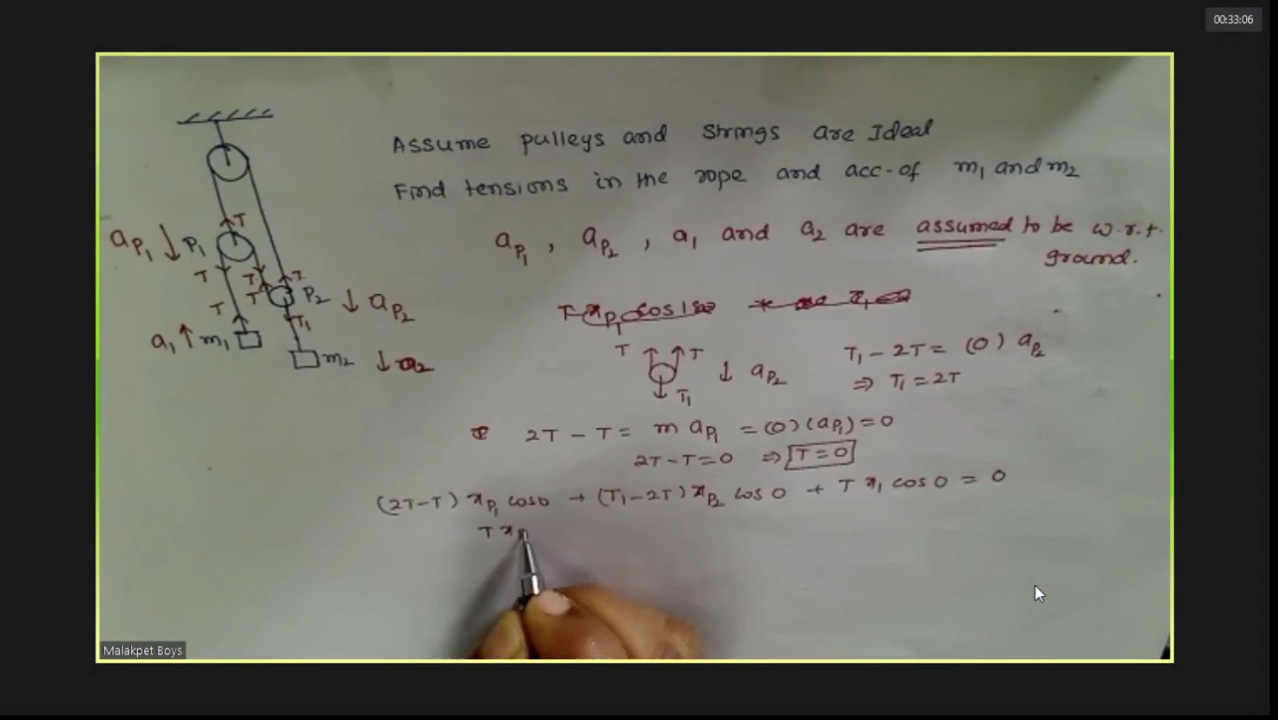 00:33:06
Assume pulleys and strings are Ideal
Find tensions in the rope and acc-of m₁ and m₂
aP₁, aP₂, a₁ and a₂ are assumed to be w.r.t.
ground.
aP₁ ↓ P₁ T
T T T
T T P₂ ↓ aP₂
T₁
a₁ ↑ m₁
m₂ ↓ a₂
T T
↓ aP₂
T₁
T₁ - 2T = (0) aP₂
⇒ T₁ = 2T
2T - T = m aP₁ = (0)(aP₁) = 0
2T - T = 0 ⇒ T = 0
(2T-T) xP₁ cos0 + (T₁-2T) xP₂ cos 0 + T x₁ cos 0 = 0
T x
Malakpet Boys